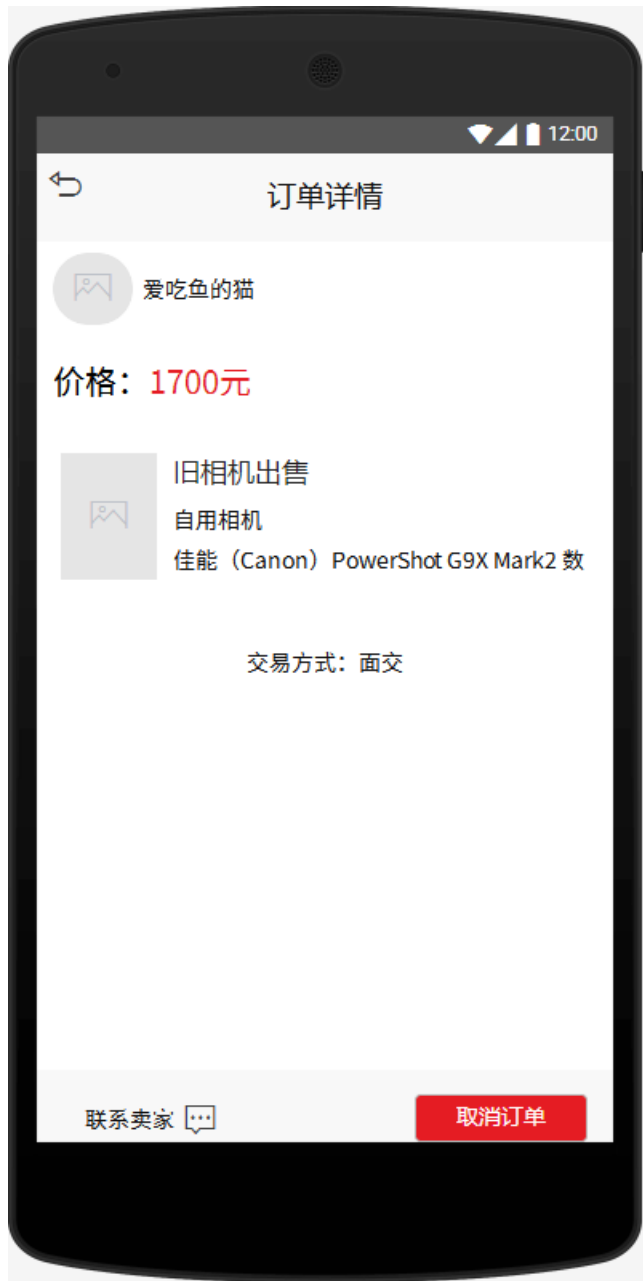 12:00
订单详情
爱吃鱼的猫
价格：1700元
旧相机出售
自用相机
佳能（Canon）PowerShot G9X Mark2 数
交易方式：面交
联系卖家
取消订单